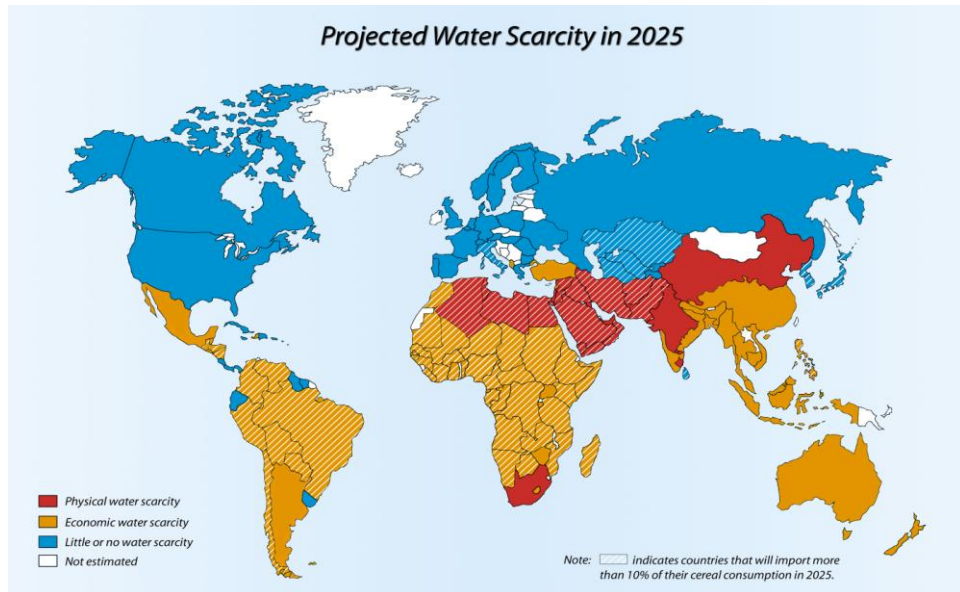 Projected Water Scarcity in 2025
Physical water scarcity
Economic water scarcity
Little or no water scarcity
Not estimated
Note: indicates countries that will import more
than 10% of their cereal consumption in 2025.